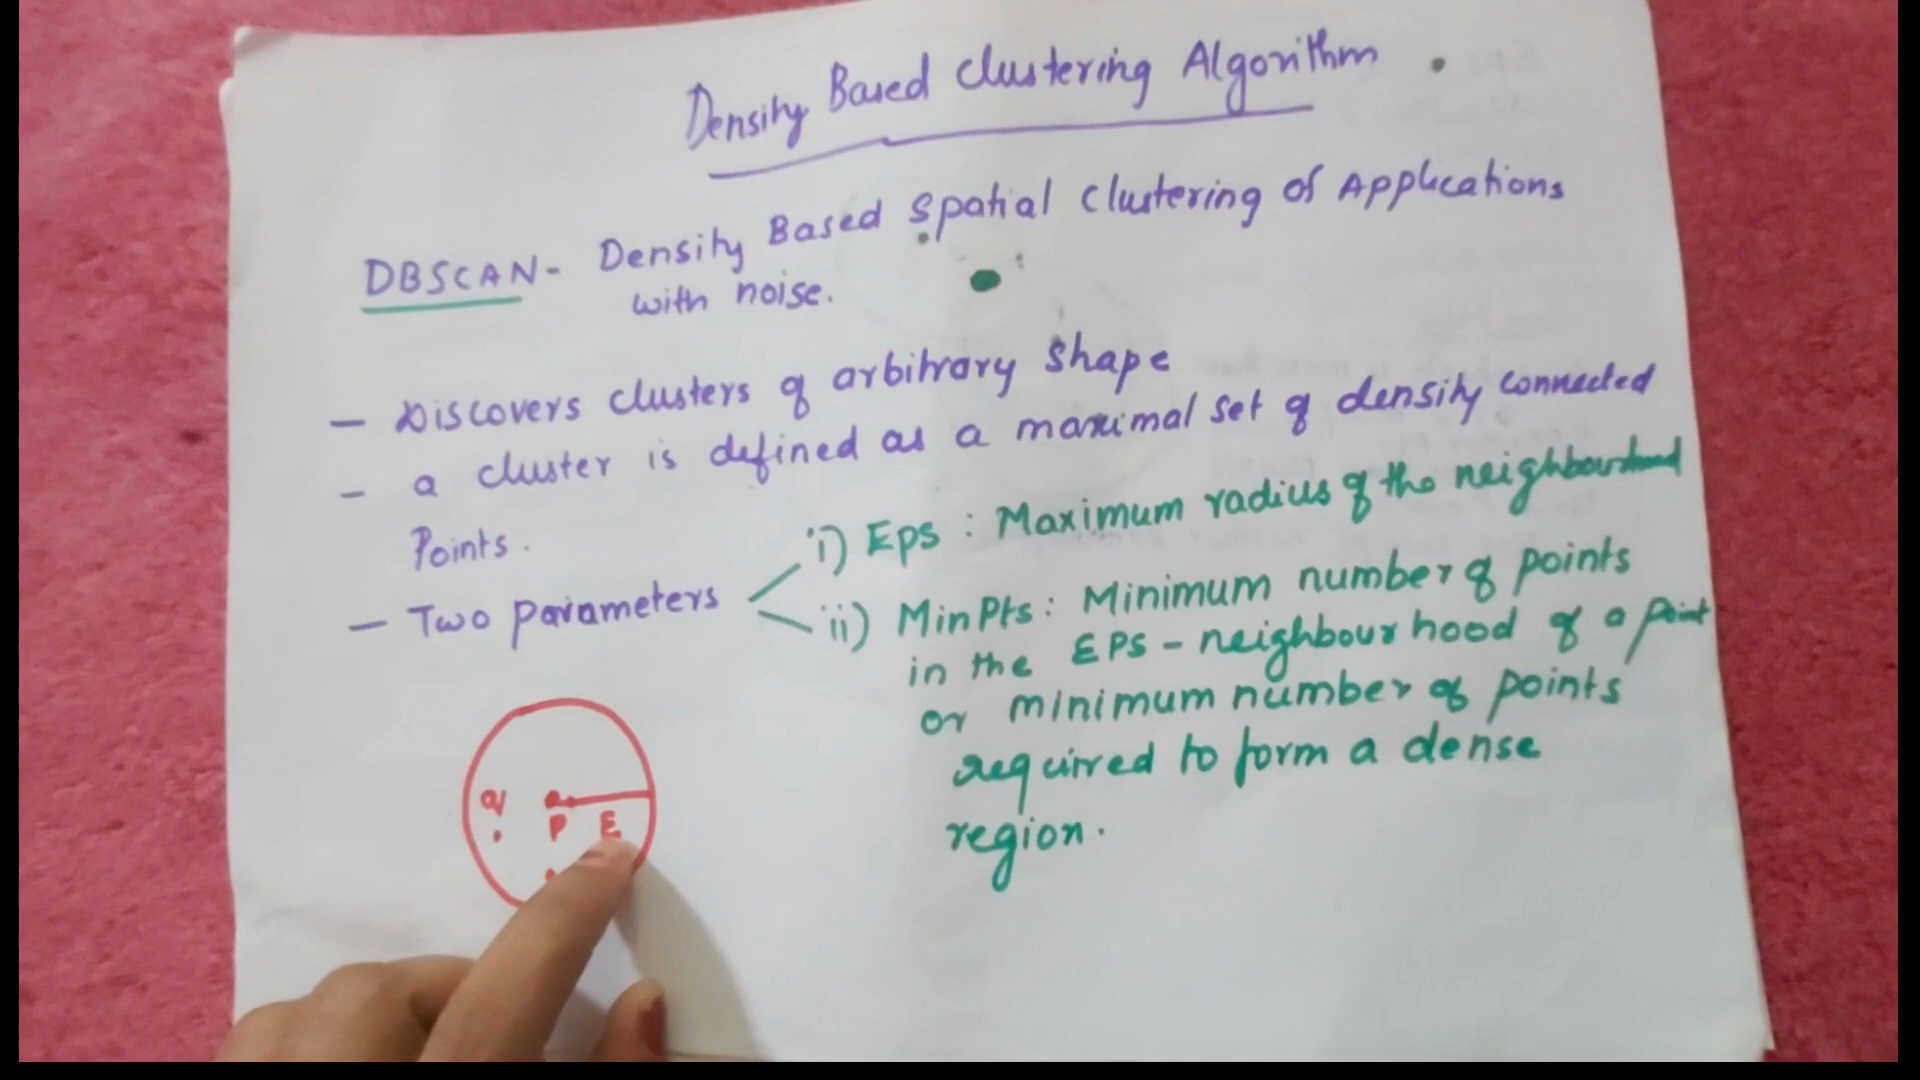 Density Based Clustering Algorithm
DBSCAN - Density Based Spatial Clustering of Applications
with noise.
- Discovers clusters of arbitrary shape
- a cluster is defined as a maximal set of density connected
Points.
- Two parameters
i) Eps : Maximum radius of the neighbourhood
ii) MinPts : Minimum number of points
in the EPS - neighbourhood of a point
or minimum number of points
required to form a dense
region.
q
P E